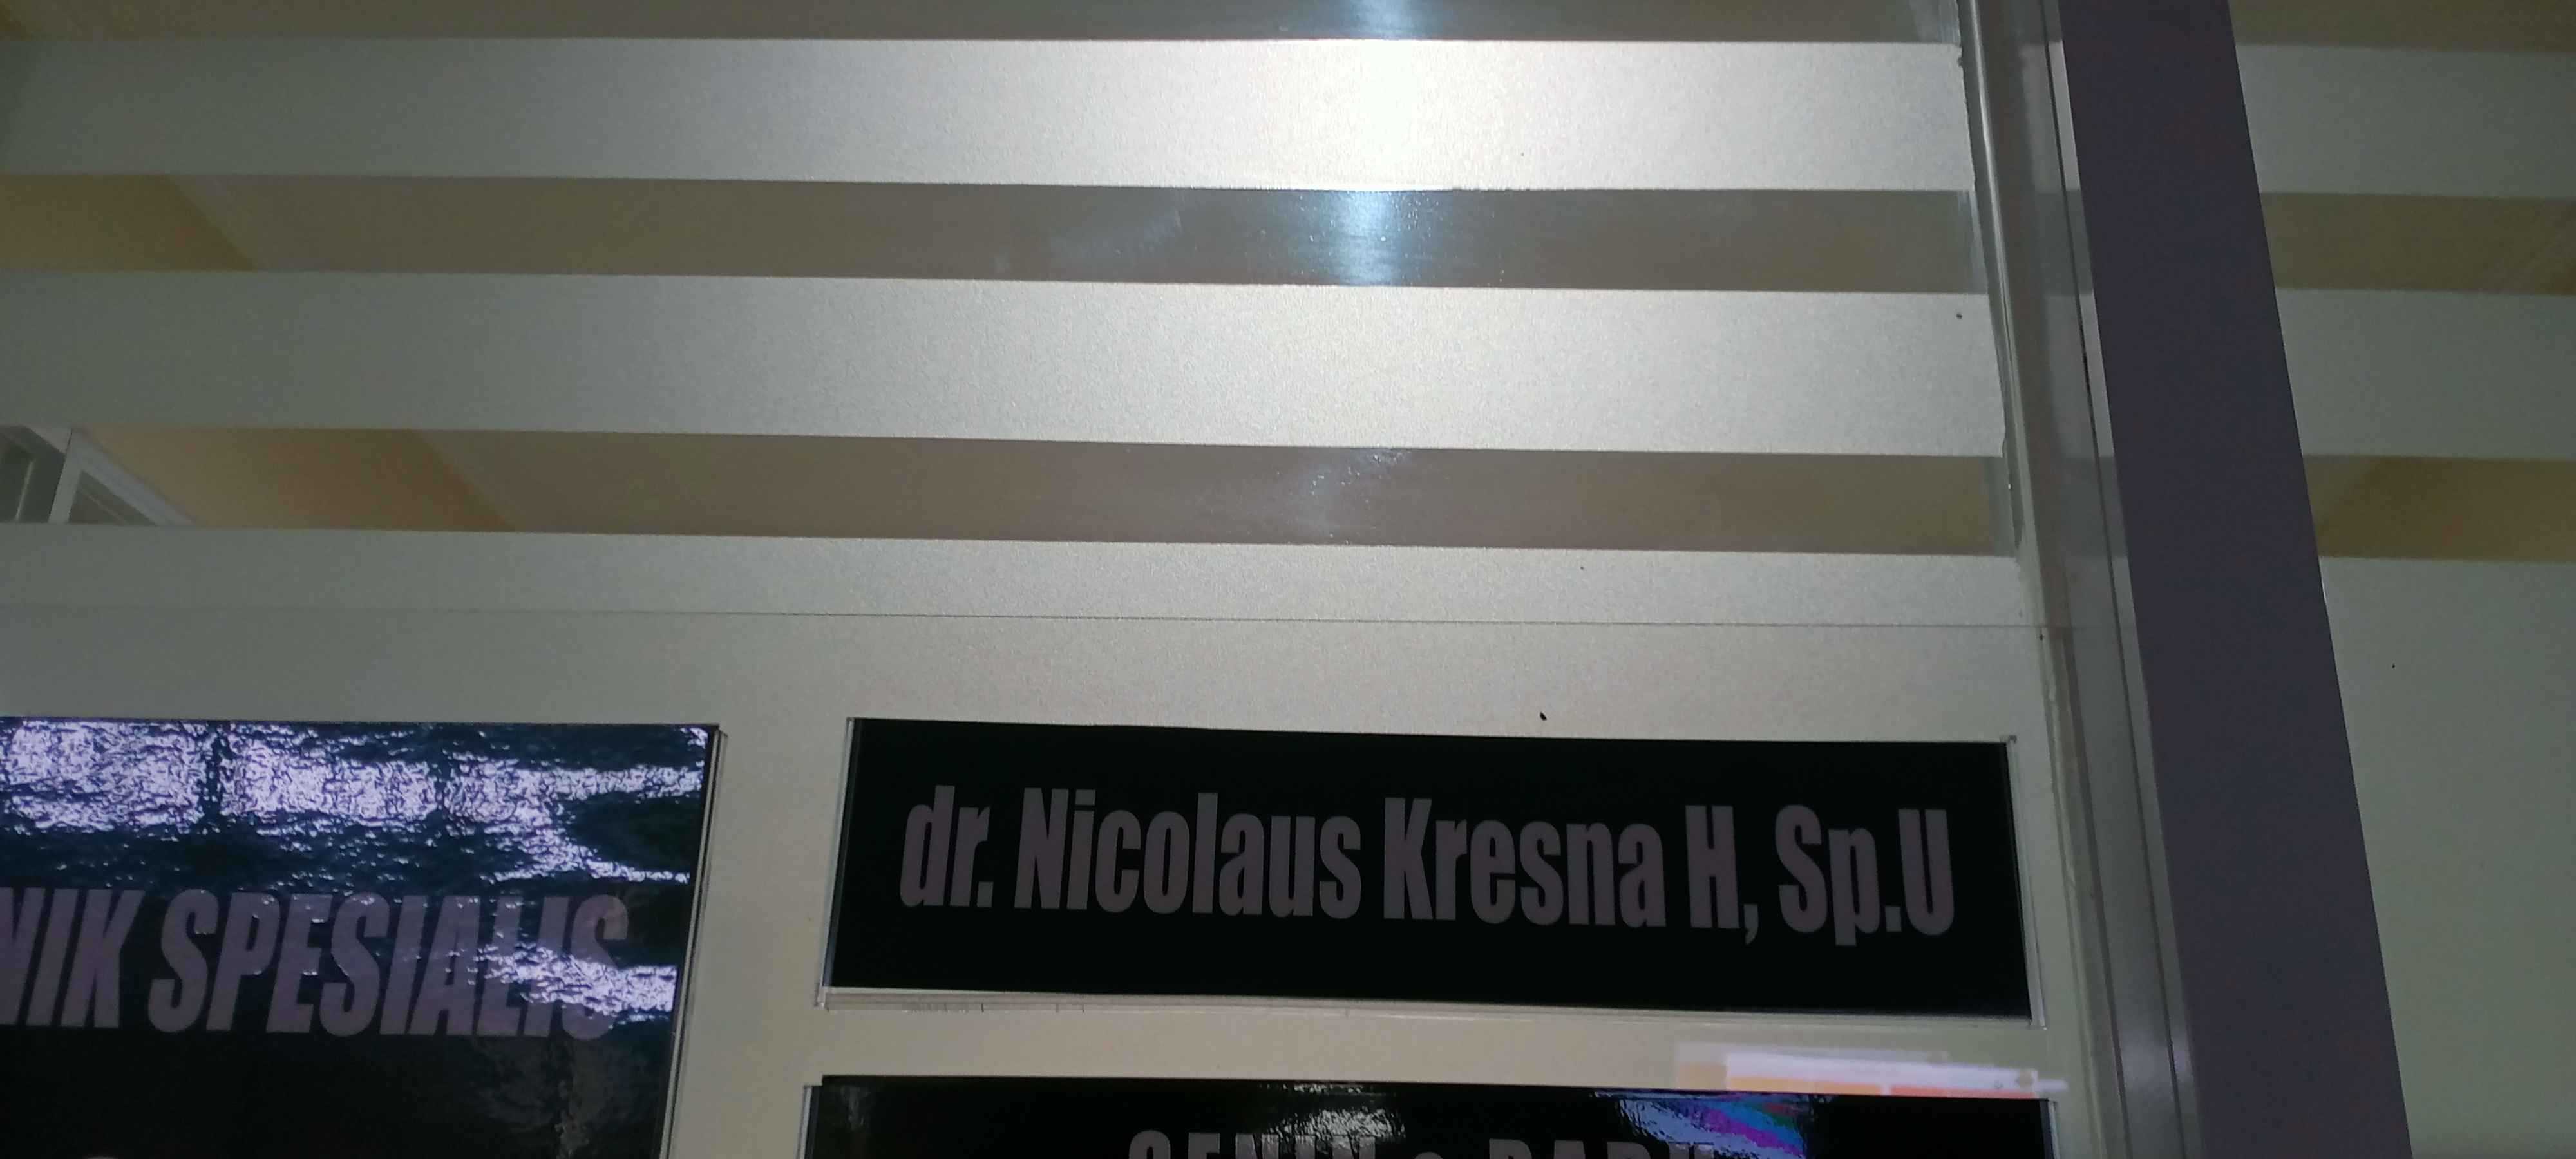 NIK SPESIALIS
dr. Nicolaus Kresna H, Sp.U